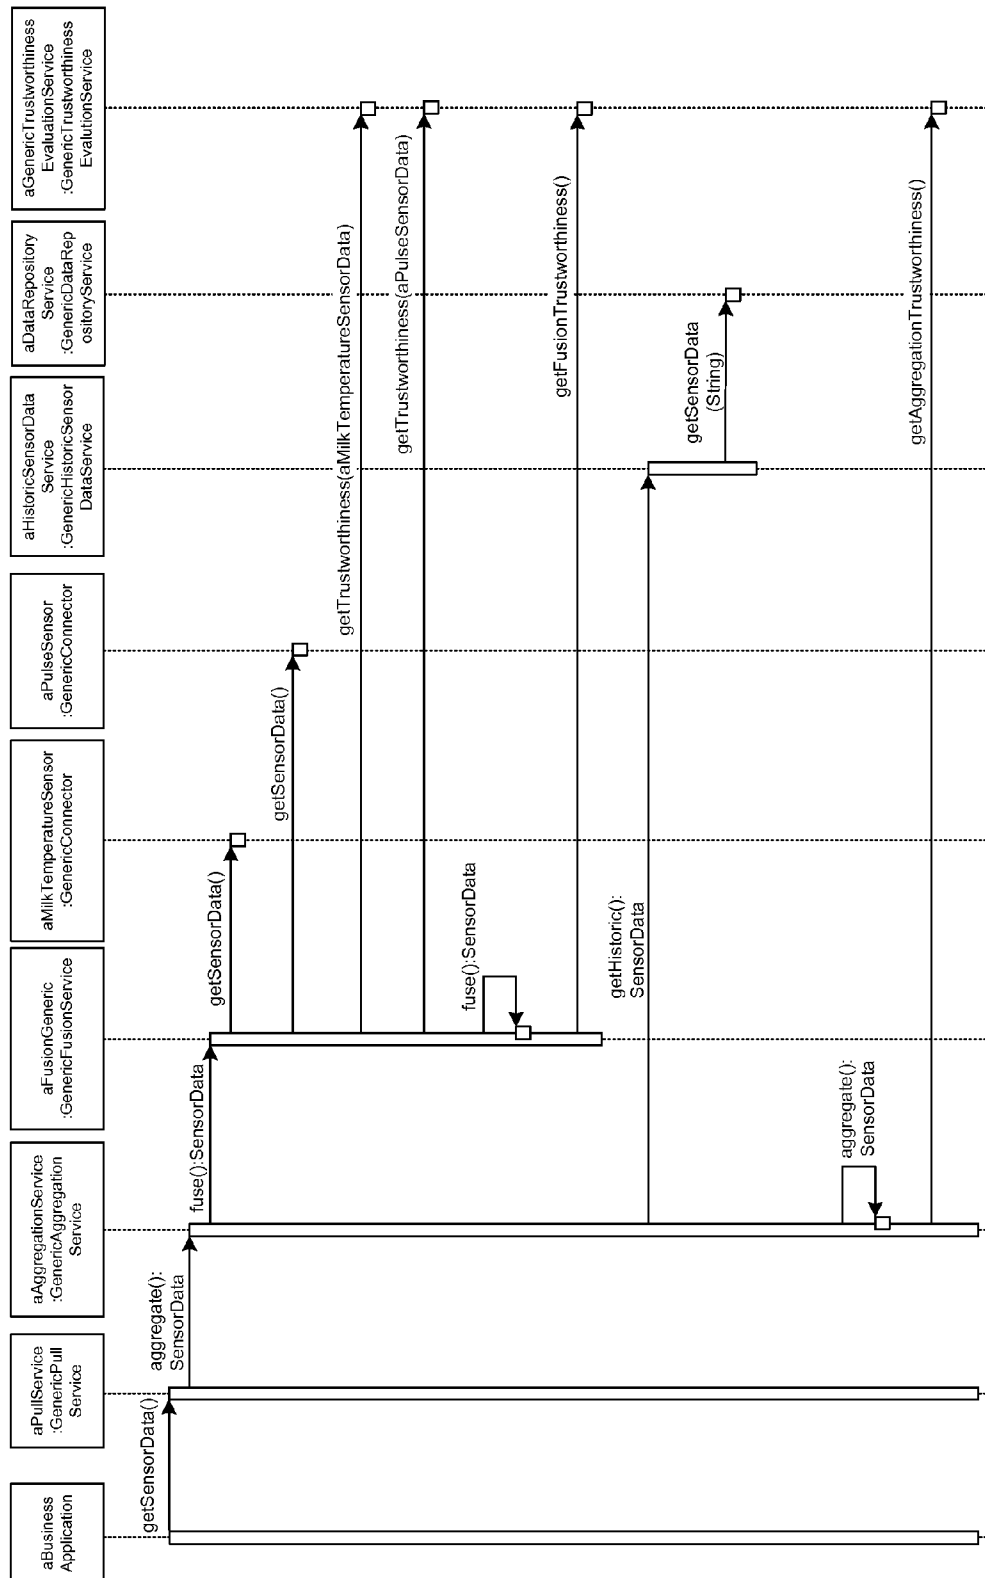 aBusiness
Application
aPullService
:GenericPull
Service
aAggregationService
:GenericAggregation
Service
aFusionGeneric
:GenericFusionService
aMilkTemperatureSensor
:GenericConnector
aPulseSensor
:GenericConnector
aHistoricSensorData
Service
:GenericHistoricSensor
DataService
aDataRepository
Service
:GenericDataRep
ositoryService
aGenericTrustworthiness
EvaluationService
:GenericTrustworthiness
EvalutionService
getSensorData()
aggregate():
SensorData
fuse():SensorData
getSensorData()
getSensorData()
getTrustworthiness(aMilkTemperatureSensorData)
getTrustworthiness(aPulseSensorData)
fuse():SensorData
getFusionTrustworthiness()
getHistoric():
SensorData
getSensorData
(String)
aggregate():
SensorData
getAggregationTrustworthiness()